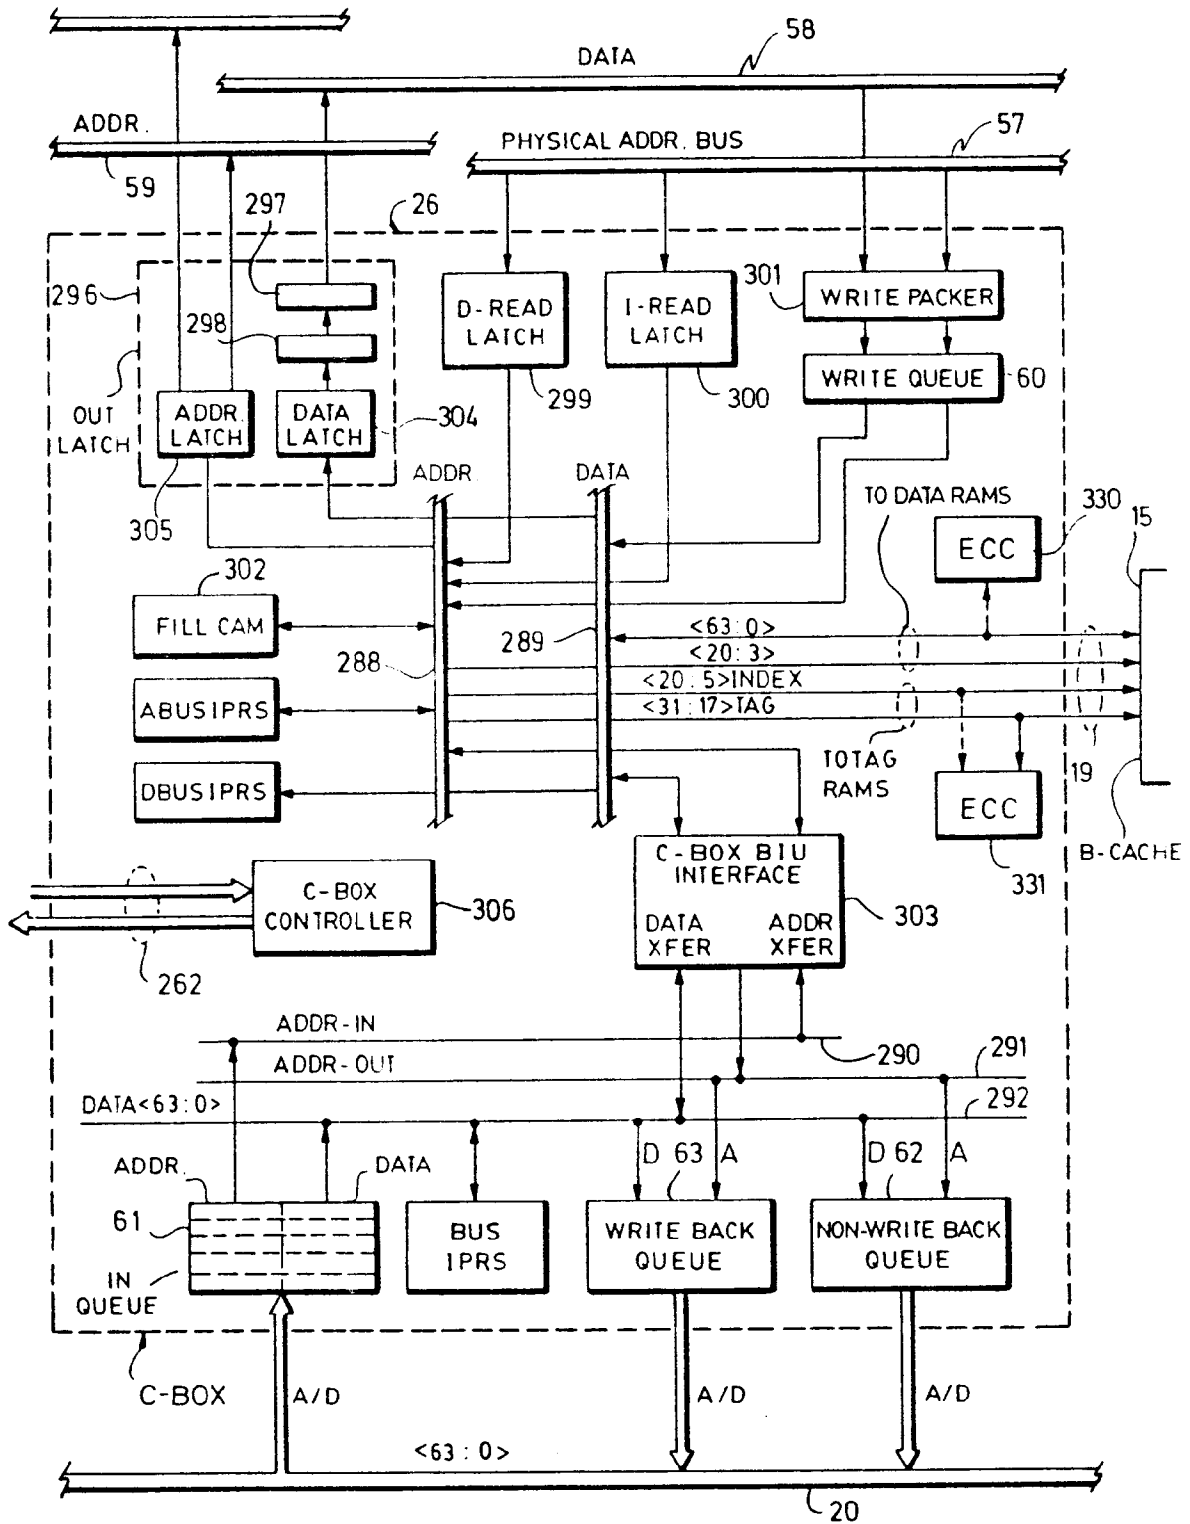 58
DATA
57
ADDR.
PHYSICAL ADDR. BUS
59
297
26
296
301
WRITE PACKER
D-READ
LATCH
I-READ
LATCH
298
WRITE QUEUE
60
299
300
OUT
LATCH
ADDR.
LATCH
DATA
LATCH
304
ADDR.
DATA
305
TO DATA RAMS
330
15
ECC
302
FILL CAM
289
<63:0>
288
<20:3>
<20:5>INDEX
ABUSIPRS
<31:17>TAG
TOTAG
RAMS
19
DBUSIPRS
ECC
B-CACHE
331
C-BOX BIU
INTERFACE
C-BOX
CONTROLLER
306
303
DATA
XFER
ADDR
XFER
262
ADDR-IN
290
291
ADDR-OUT
292
DATA<63:0>
D 63 A
D 62 A
ADDR.
DATA
61
BUS
IPRS
WRITE BACK
QUEUE
NON-WRITE BACK
QUEUE
IN
QUEUE
C-BOX
A/D
A/D
A/D
<63:0>
20